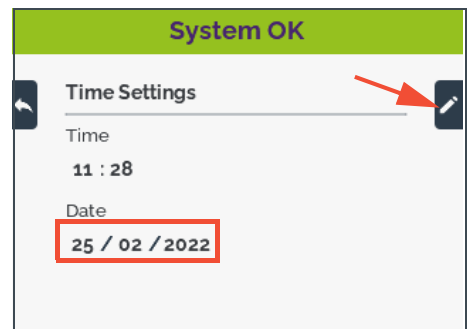 System OK
Time Settings
Time
11 : 28
Date
25 / 02 / 2022